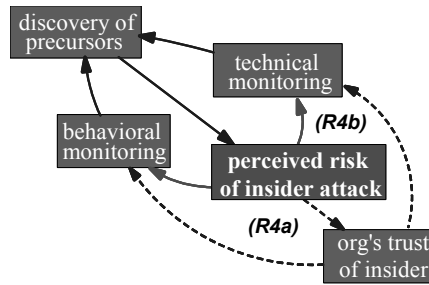 discovery of
precursors
technical
monitoring
behavioral
monitoring
(R4b)
perceived risk
of insider attack
(R4a)
org's trust
of insider